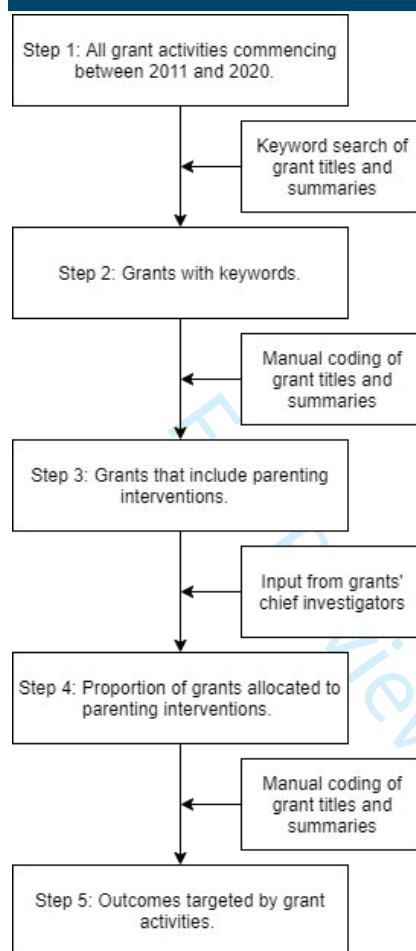 Step 1: All grant activities commencing
between 2011 and 2020.
Keyword search of
grant titles and
summaries
Step 2: Grants with keywords.
Manual coding of
grant titles and
summaries
Step 3: Grants that include parenting
interventions.
Input from grants'
chief investigators
Step 4: Proportion of grants allocated to
parenting interventions.
Manual coding of
grant titles and
summaries
Step 5: Outcomes targeted by grant
activities.